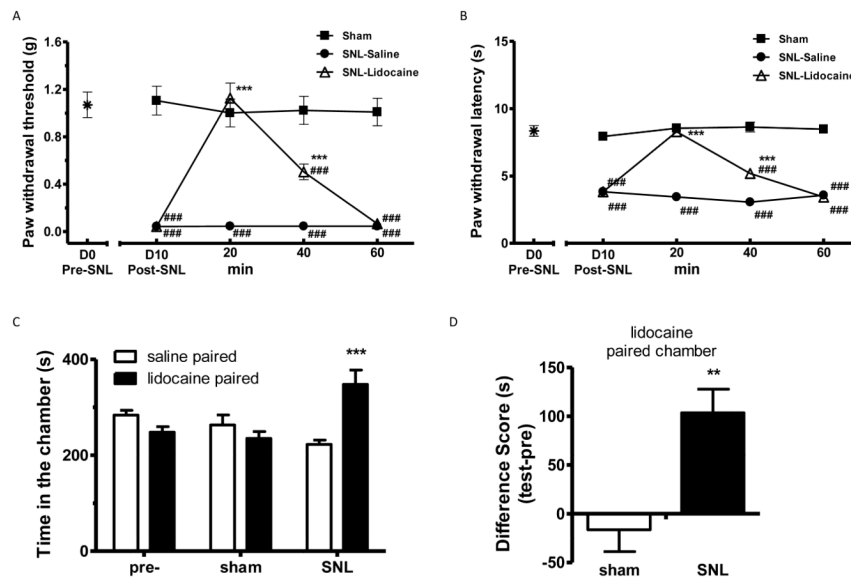 A
Paw withdrawal threshold (g)
1.6
1.2
0.8
0.4
0.0
Sham
SNL-Saline
SNL-Lidocaine
***
***
###
###
###
###
###
###
###
D0
Pre-SNL
D10
Post-SNL
20
40
60
min
B
Paw withdrawal latency (s)
15
10
5
0
Sham
SNL-Saline
SNL-Lidocaine
***
***
###
###
###
###
###
###
###
D0
Pre-SNL
D10
Post-SNL
20
40
60
min
C
Time in the chamber (s)
400
200
0
saline paired
lidocaine paired
***
pre-
sham
SNL
D
lidocaine
paired chamber
Difference Score (s)
(test-pre)
150
100
50
0
-50
**
sham
SNL